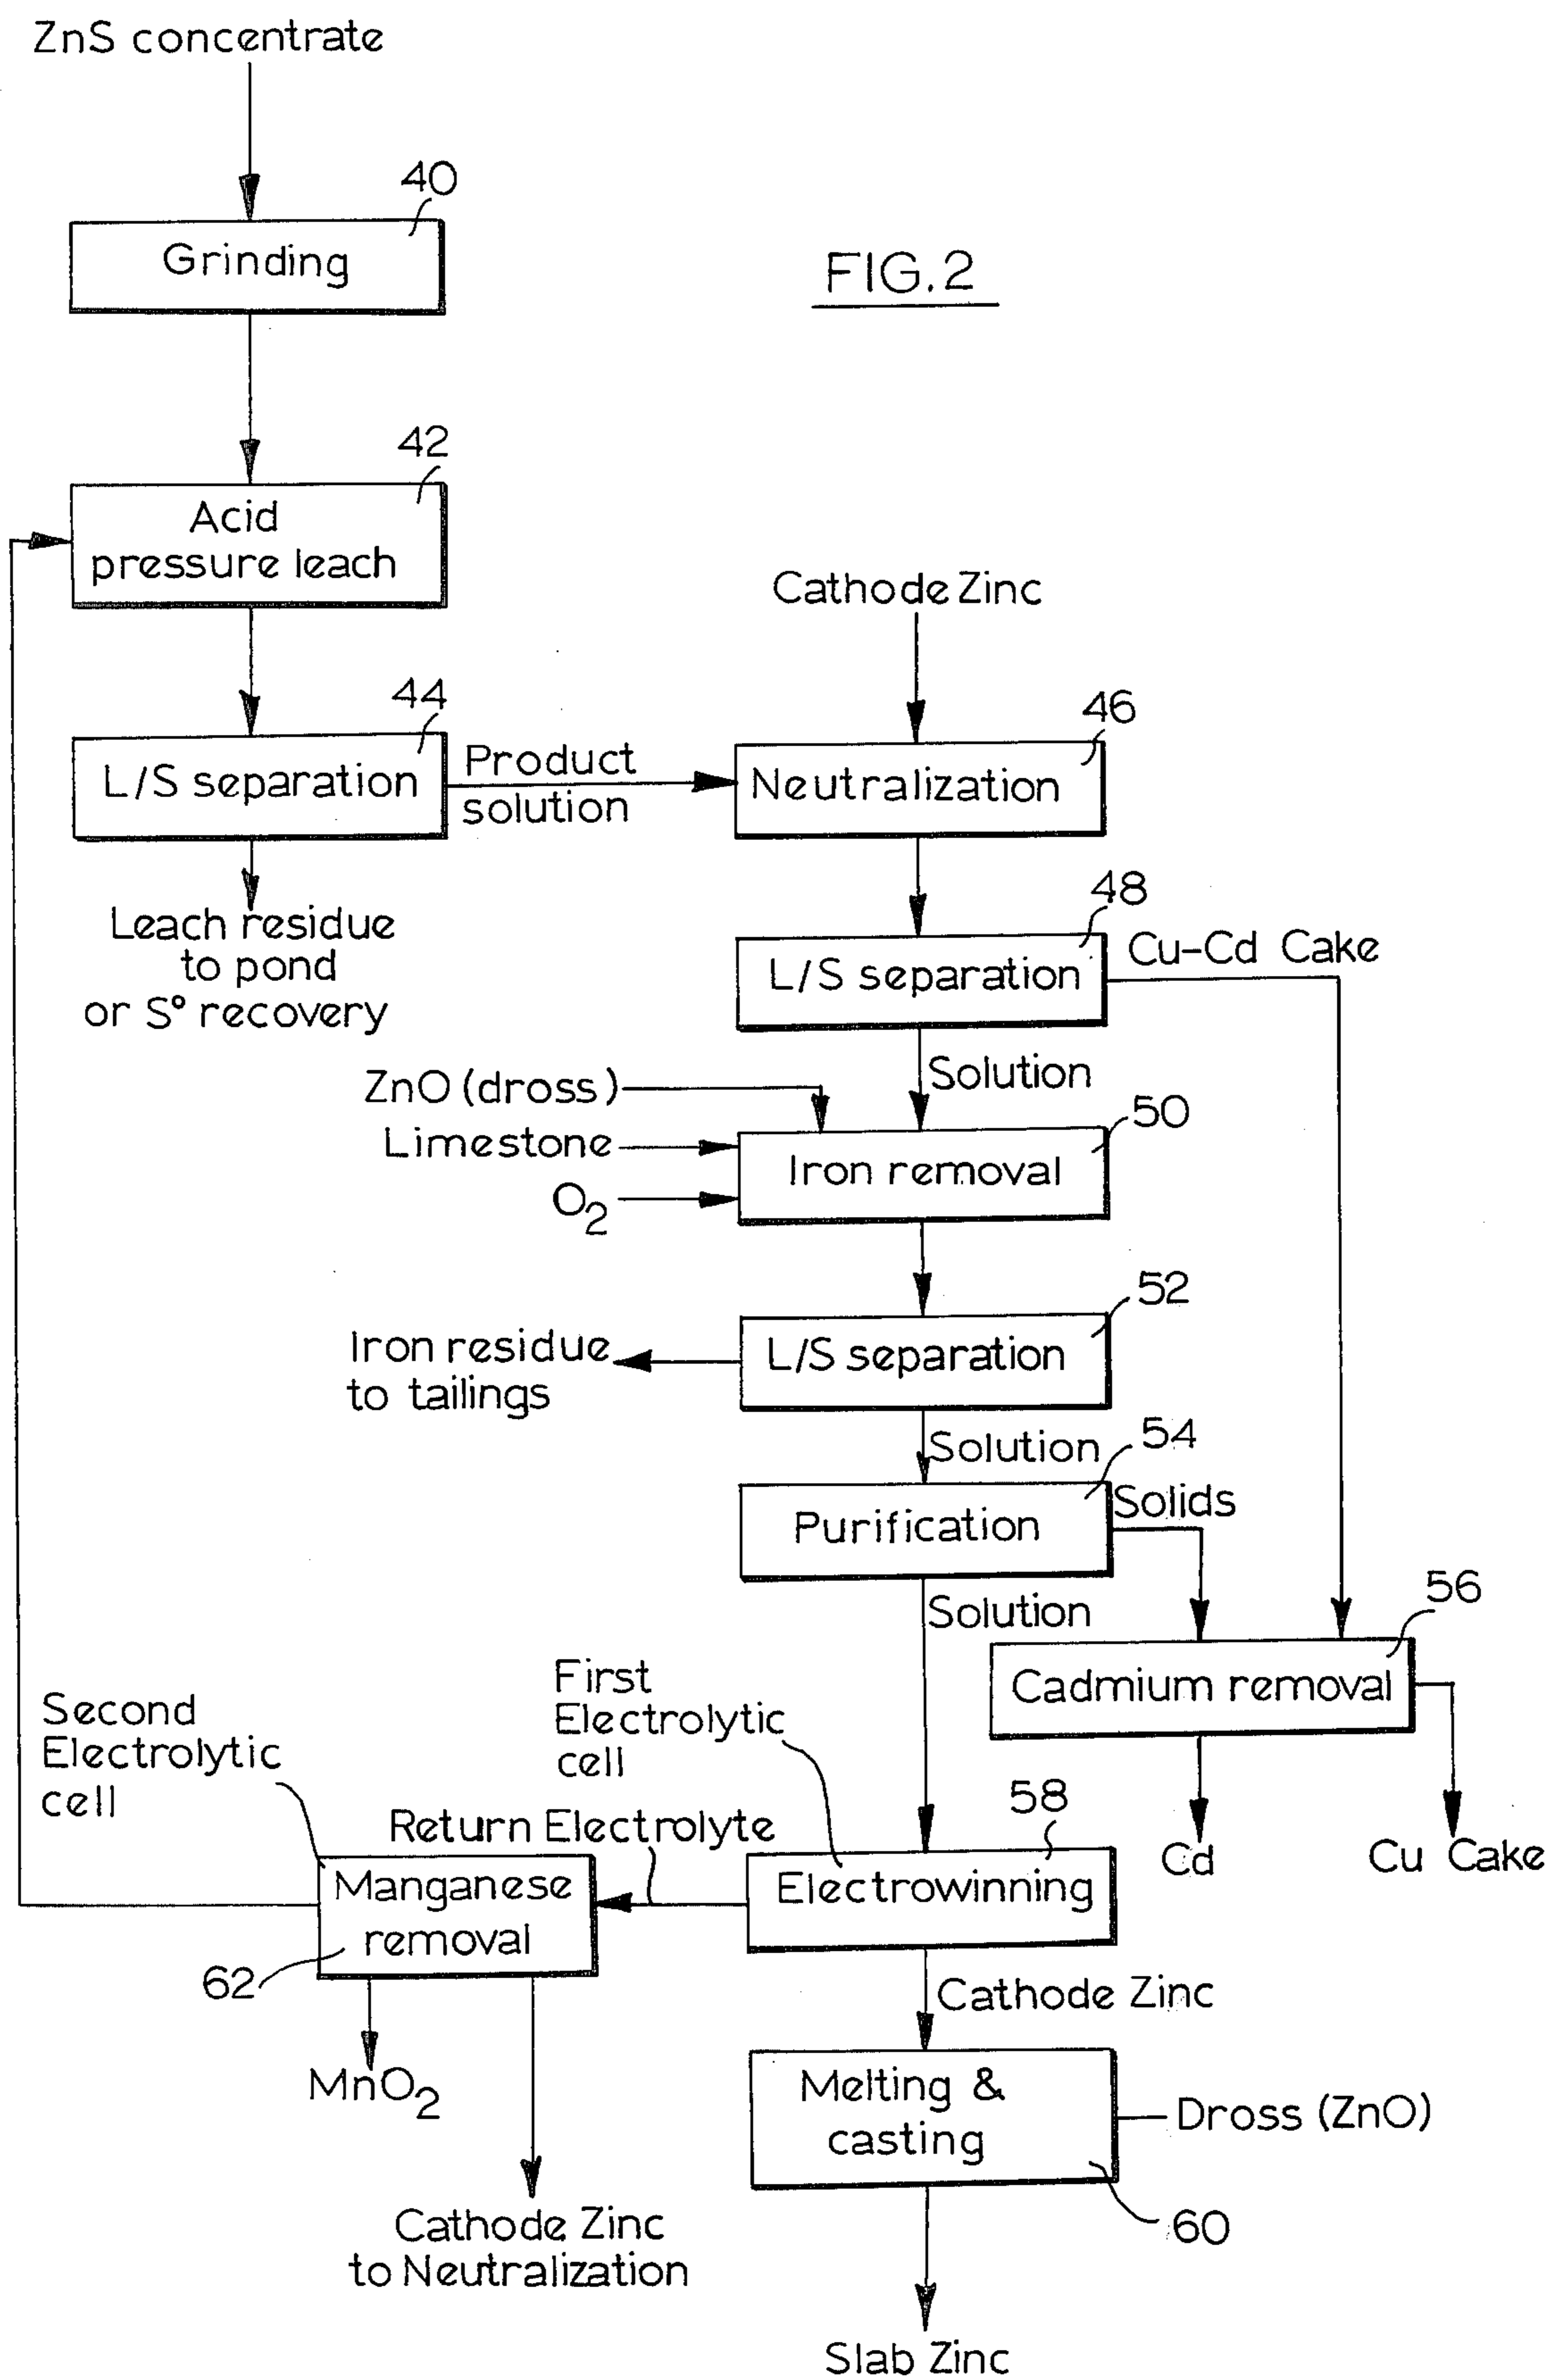 ZnS concentrate
40
Grinding
FIG.2
42
Acid
pressure leach
Cathode Zinc
44
L/S separation
Product
solution
46
Neutralization
Leach residue
to pond
or S° recovery
48
L/S separation
Cu-Cd Cake
Solution
ZnO (dross)
Limestone
O₂
50
Iron removal
52
L/S separation
Iron residue
to tailings
Solution
54
Purification
Solids
Solution
56
Cadmium removal
Cd
Cu Cake
First
Electrolytic
cell
Second
Electrolytic
cell
58
Electrowinning
Return Electrolyte
Manganese
removal
62
MnO₂
Cathode Zinc
to Neutralization
Cathode Zinc
Melting &
casting
Dross (ZnO)
60
Slab Zinc